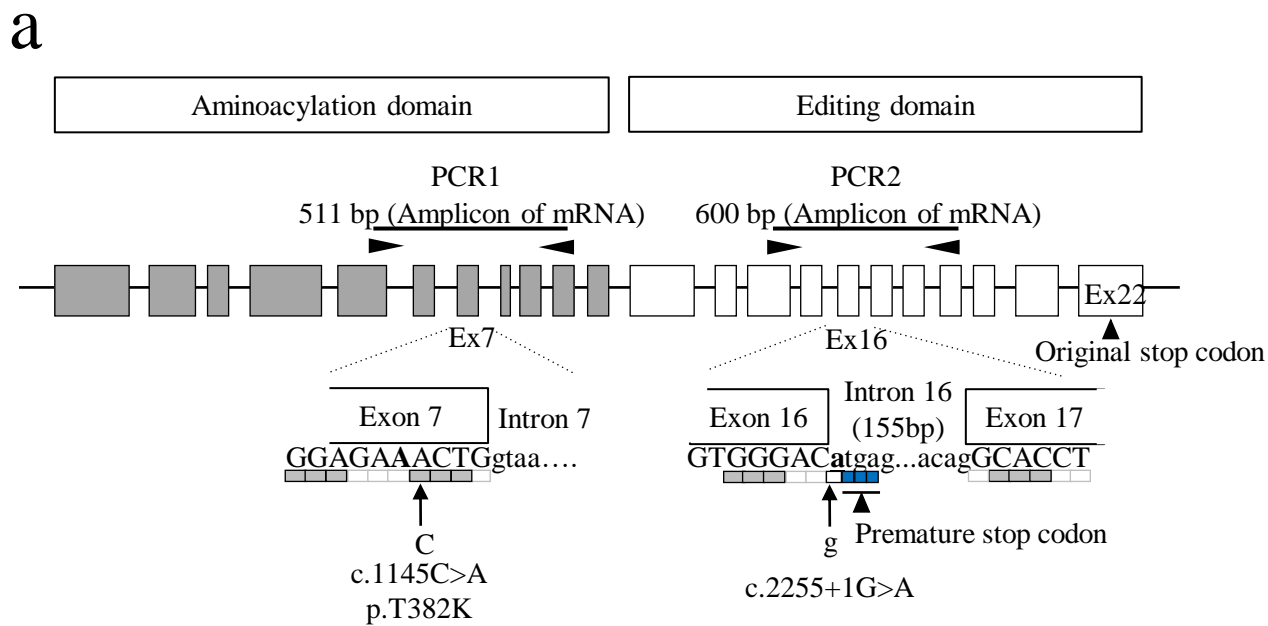 a
Aminoacylation domain
Editing domain
PCR1
511 bp (Amplicon of mRNA)
PCR2
600 bp (Amplicon of mRNA)
Ex22
Ex7
Ex16
Original stop codon
Exon 7
Intron 7
GGAGAAACTGgtaa….
C
c.1145C>A
p.T382K
Exon 16
Intron 16
(155bp)
Exon 17
GTGGGACatgag...acagGCACCT
g
Premature stop codon
c.2255+1G>A